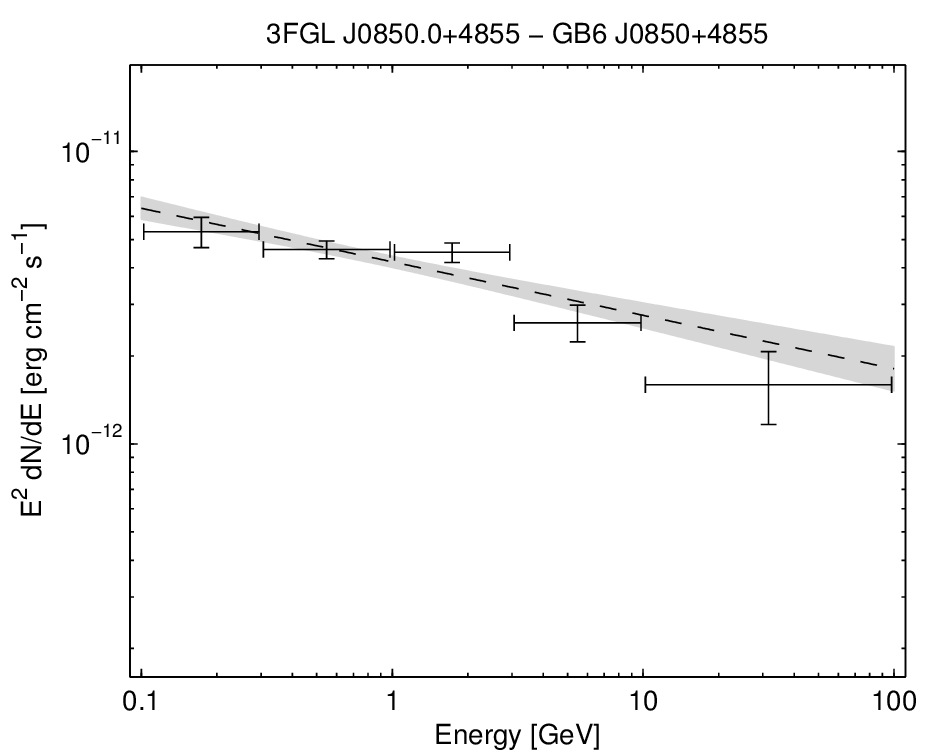 3FGL J0850.0+4855 − GB6 J0850+4855
E² dN/dE [erg cm⁻² s⁻¹]
10⁻¹¹
10⁻¹²
0.1 1 10 100
Energy [GeV]